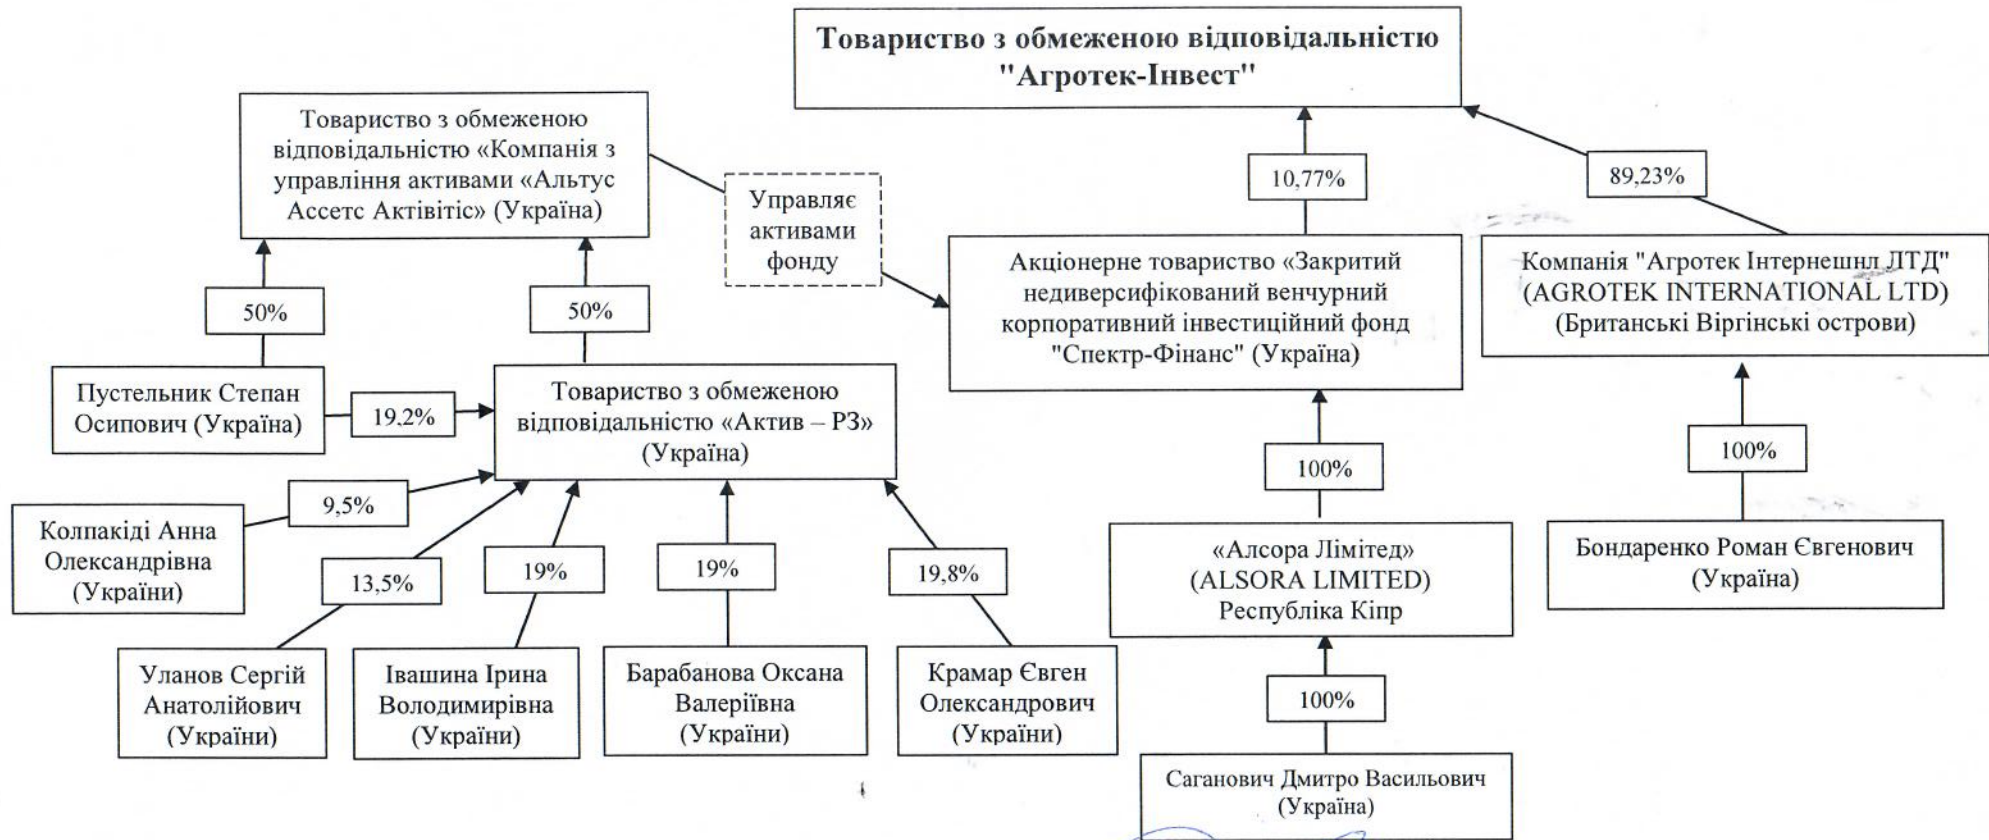 Товариство з обмеженою відповідальністю
"Агротек-Інвест"
Товариство з обмеженою
відповідальністю «Компанія з
управління активами «Альтус
Ассетс Актівітіс» (Україна)
Управляє
активами
фонду
10,77%
89,23%
Акціонерне товариство «Закритий
недиверсифікований венчурний
корпоративний інвестиційний фонд
"Спектр-Фінанс" (Україна)
Компанія "Агротек Інтернешнл ЛТД"
(AGROTEK INTERNATIONAL LTD)
(Британські Віргінські острови)
50%
50%
Пустельник Степан
Осипович (Україна)
19,2%
Товариство з обмеженою
відповідальністю «Актив – РЗ»
(Україна)
100%
100%
Колпакіді Анна
Олександрівна
(України)
9,5%
13,5%
19%
19%
19,8%
«Алсора Лімітед»
(ALSORA LIMITED)
Республіка Кіпр
Бондаренко Роман Євгенович
(Україна)
Уланов Сергій
Анатолійович
(України)
Івашина Ірина
Володимирівна
(України)
Барабанова Оксана
Валеріївна
(України)
Крамар Євген
Олександрович
(України)
100%
Саганович Дмитро Васильович
(Україна)